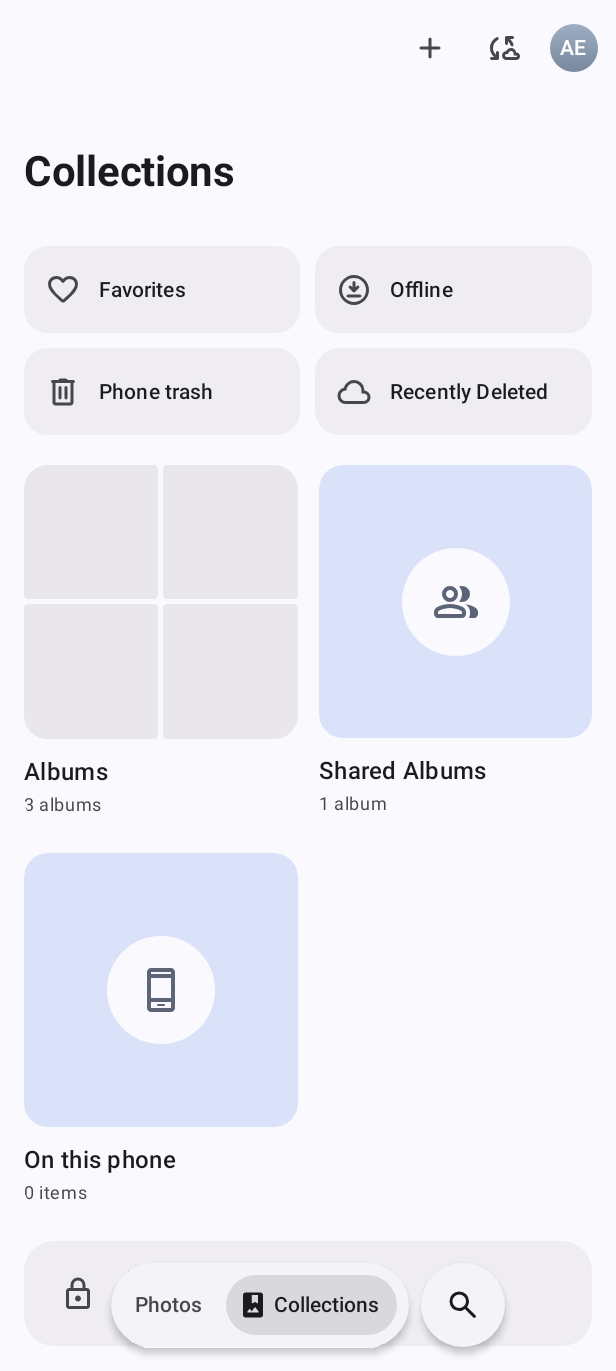 AE
Collections
Favorites
Offline
Phone trash
Recently Deleted
Albums
3 albums
Shared Albums
1 album
On this phone
0 items
Photos
Collections